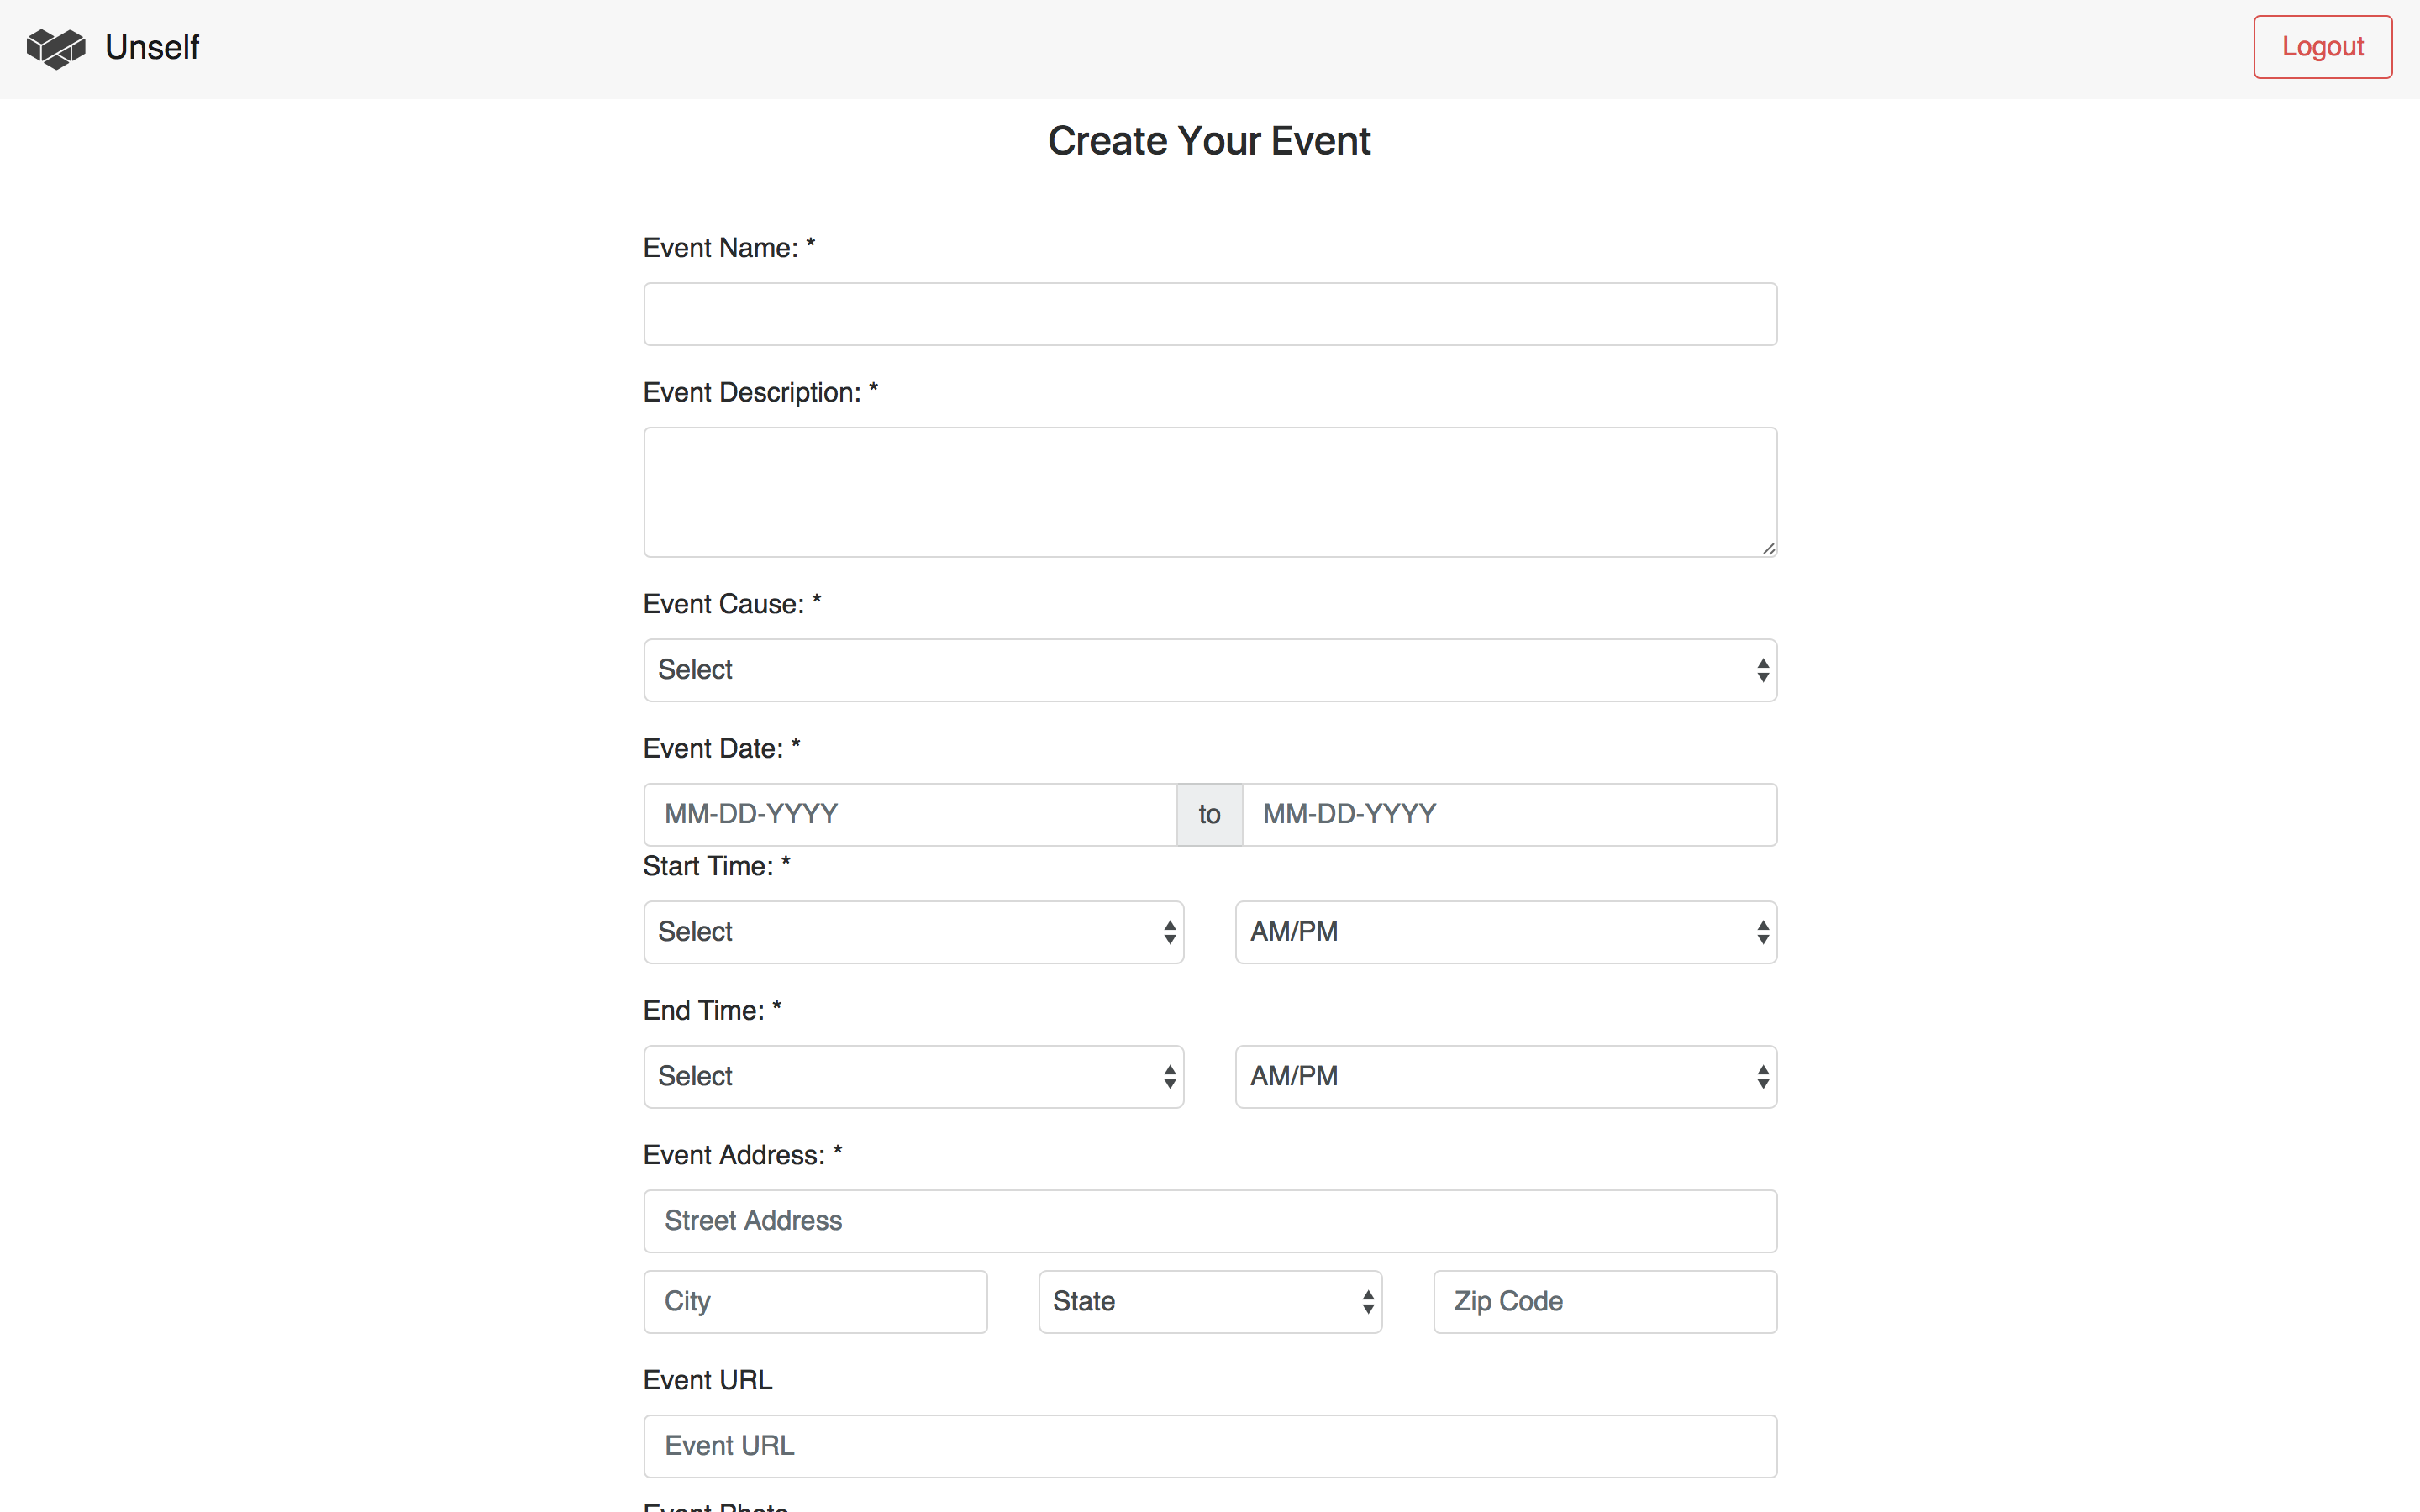 Unself
Logout
Create Your Event
Event Name: *
Event Description: *
Event Cause: *
Select
Event Date: *
MM-DD-YYYY to MM-DD-YYYY
Start Time: *
Select AM/PM
End Time: *
Select AM/PM
Event Address: *
Street Address
City State Zip Code
Event URL
Event URL
Event Photo